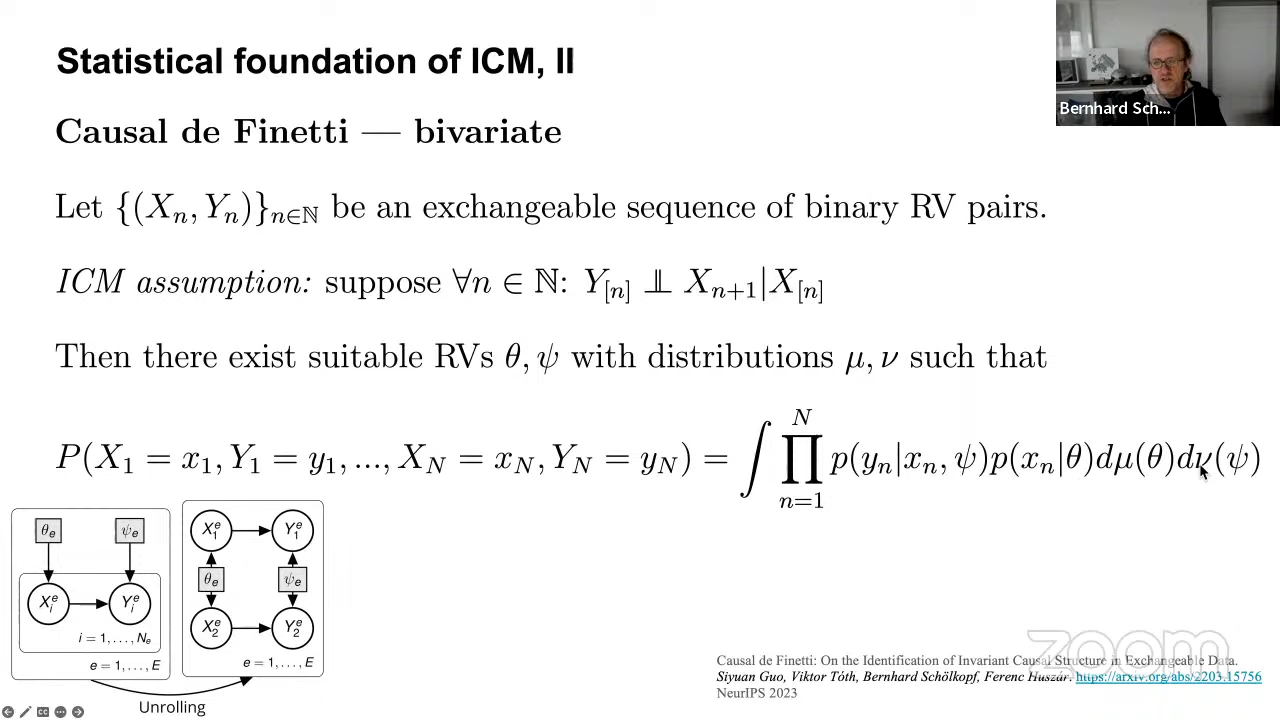 Statistical foundation of ICM, II
Bernhard Sch...
Causal de Finetti — bivariate
Let {(Xₙ, Yₙ)}ₙ∈ℕ be an exchangeable sequence of binary RV pairs.
ICM assumption: suppose ∀n ∈ ℕ: Y_[n] ⫫ X_{n+1}|X_[n]
Then there exist suitable RVs θ, ψ with distributions μ, ν such that
P(X₁ = x₁, Y₁ = y₁, ..., X_N = x_N, Y_N = y_N) = ∫ ∏_{n=1}^{N} p(yₙ|xₙ, ψ)p(xₙ|θ)dμ(θ)dν(ψ)
θₑ ψₑ
Xᵢᵉ Yᵢᵉ
i = 1, . . . , Nₑ
e = 1, . . . , E
X₁ᵉ Y₁ᵉ
θₑ ψₑ
X₂ᵉ Y₂ᵉ
e = 1, . . . , E
Unrolling
zoom
Causal de Finetti: On the Identification of Invariant Causal Structure in Exchangeable Data.
Siyuan Guo, Viktor Tóth, Bernhard Schölkopf, Ferenc Huszár. https://arxiv.org/abs/2203.15756
NeurIPS 2023